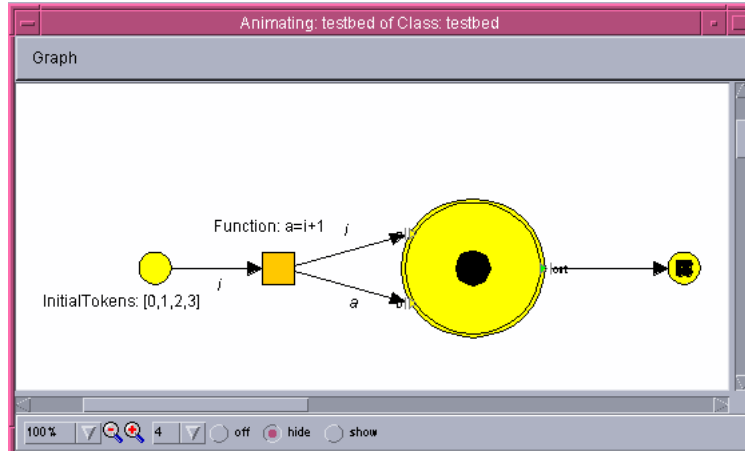 Animating: testbed of Class: testbed
Graph
Function: a=i+1
i
i
InitialTokens: [0,1,2,3]
a
100%
4
off
hide
show